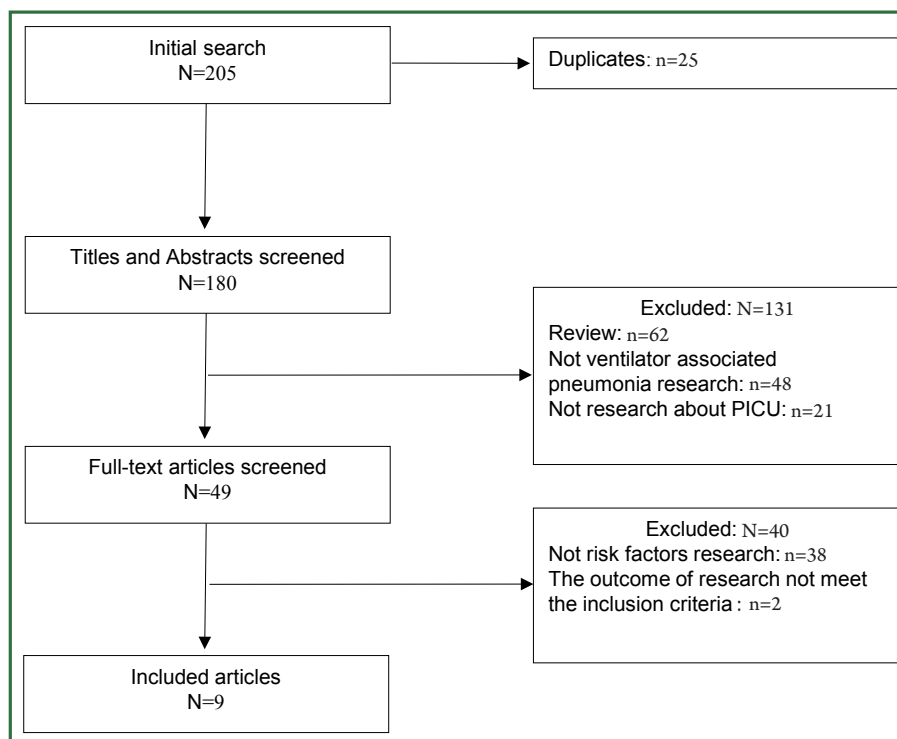 Initial search
N=205
Duplicates: n=25
Titles and Abstracts screened
N=180
Excluded: N=131
Review: n=62
Not ventilator associated
pneumonia research: n=48
Not research about PICU: n=21
Full-text articles screened
N=49
Excluded: N=40
Not risk factors research: n=38
The outcome of research not meet
the inclusion criteria : n=2
Included articles
N=9